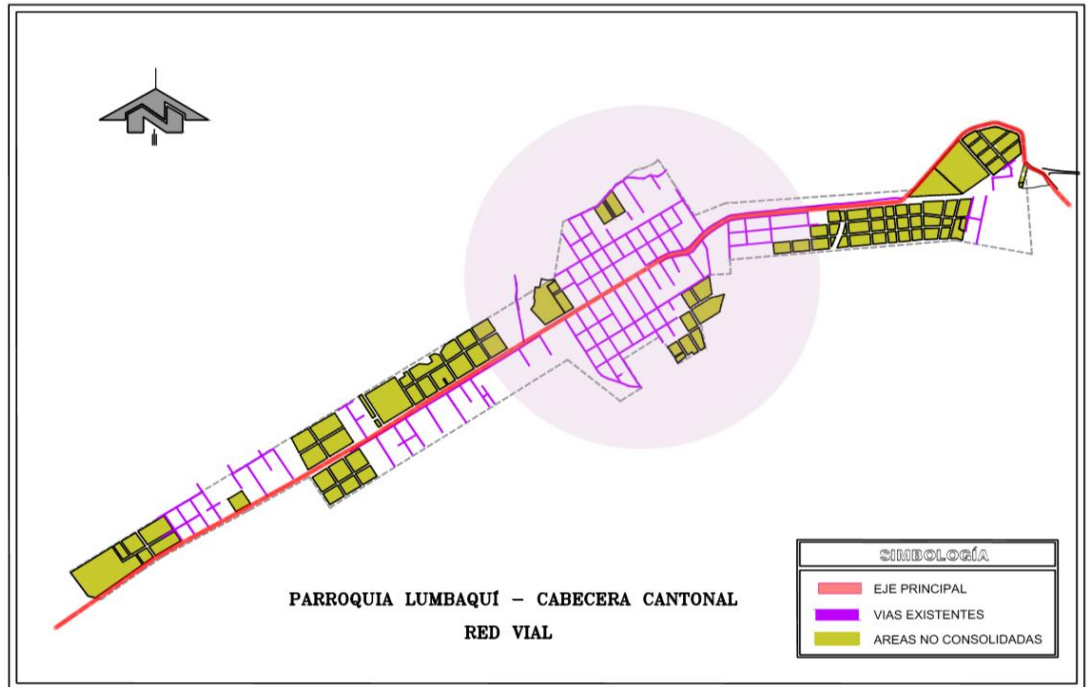 N
PARROQUIA LUMBAQUÍ – CABECERA CANTONAL
RED VIAL
SIMBOLOGÍA
EJE PRINCIPAL
VIAS EXISTENTES
AREAS NO CONSOLIDADAS